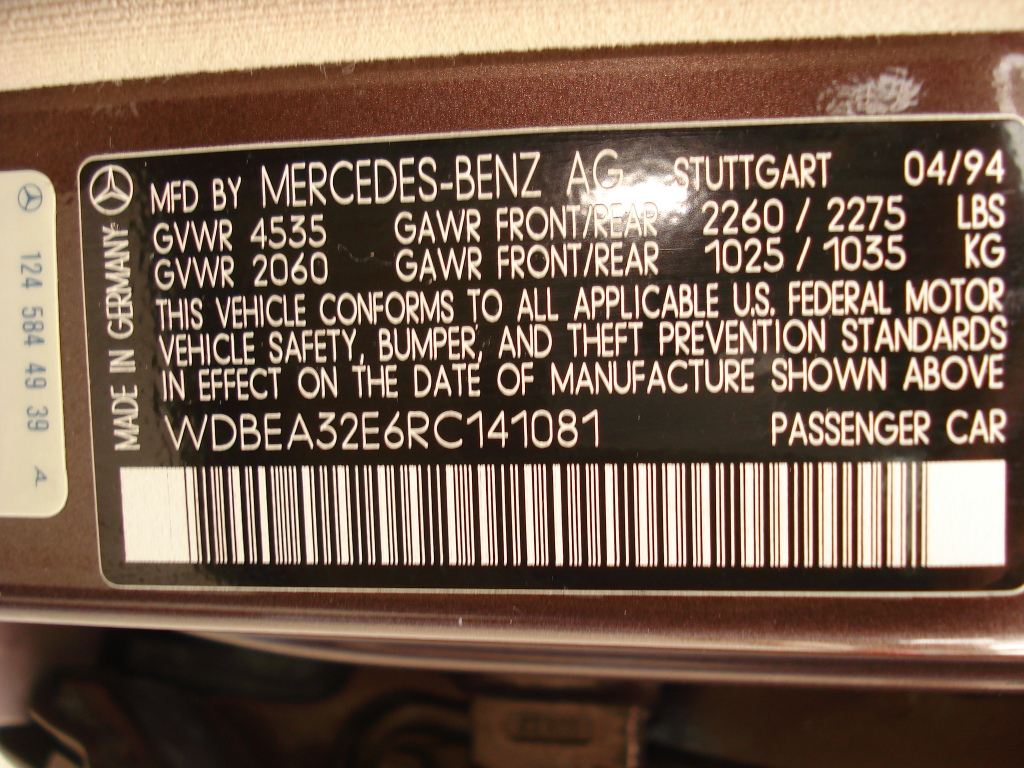 MFD BY MERCEDES-BENZ AG STUTTGART 04/94
GVWR 4535 GAWR FRONT/REAR 2260 / 2275 LBS
GVWR 2060 GAWR FRONT/REAR 1025 / 1035 KG
THIS VEHICLE CONFORMS TO ALL APPLICABLE U.S. FEDERAL MOTOR
VEHICLE SAFETY, BUMPER, AND THEFT PREVENTION STANDARDS
IN EFFECT ON THE DATE OF MANUFACTURE SHOWN ABOVE
WDBEA32E6RC141081 PASSENGER CAR
MADE IN GERMANY
124 584 49 39 A